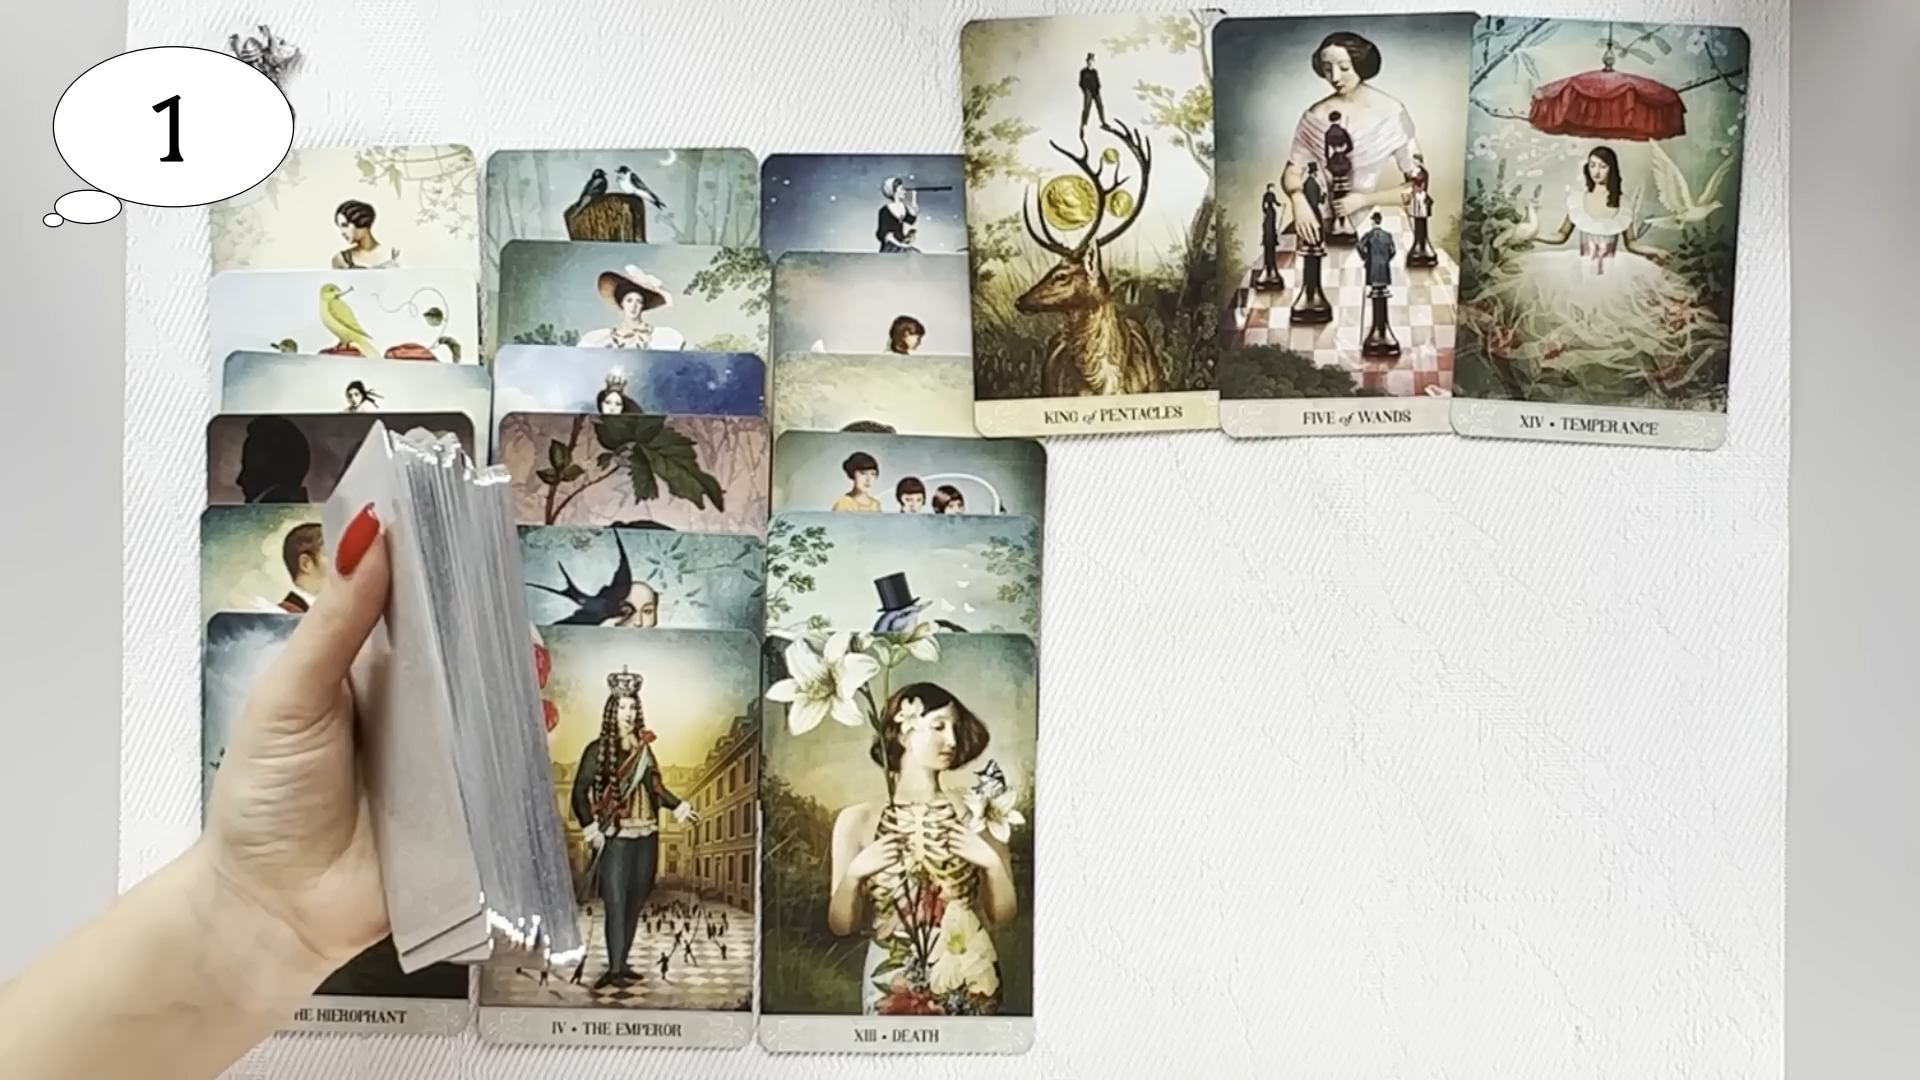 1
KING of PENTACLES
FIVE of WANDS
XIV • TEMPERANCE
HE HIEROPHANT
IV • THE EMPEROR
XIII • DEATH